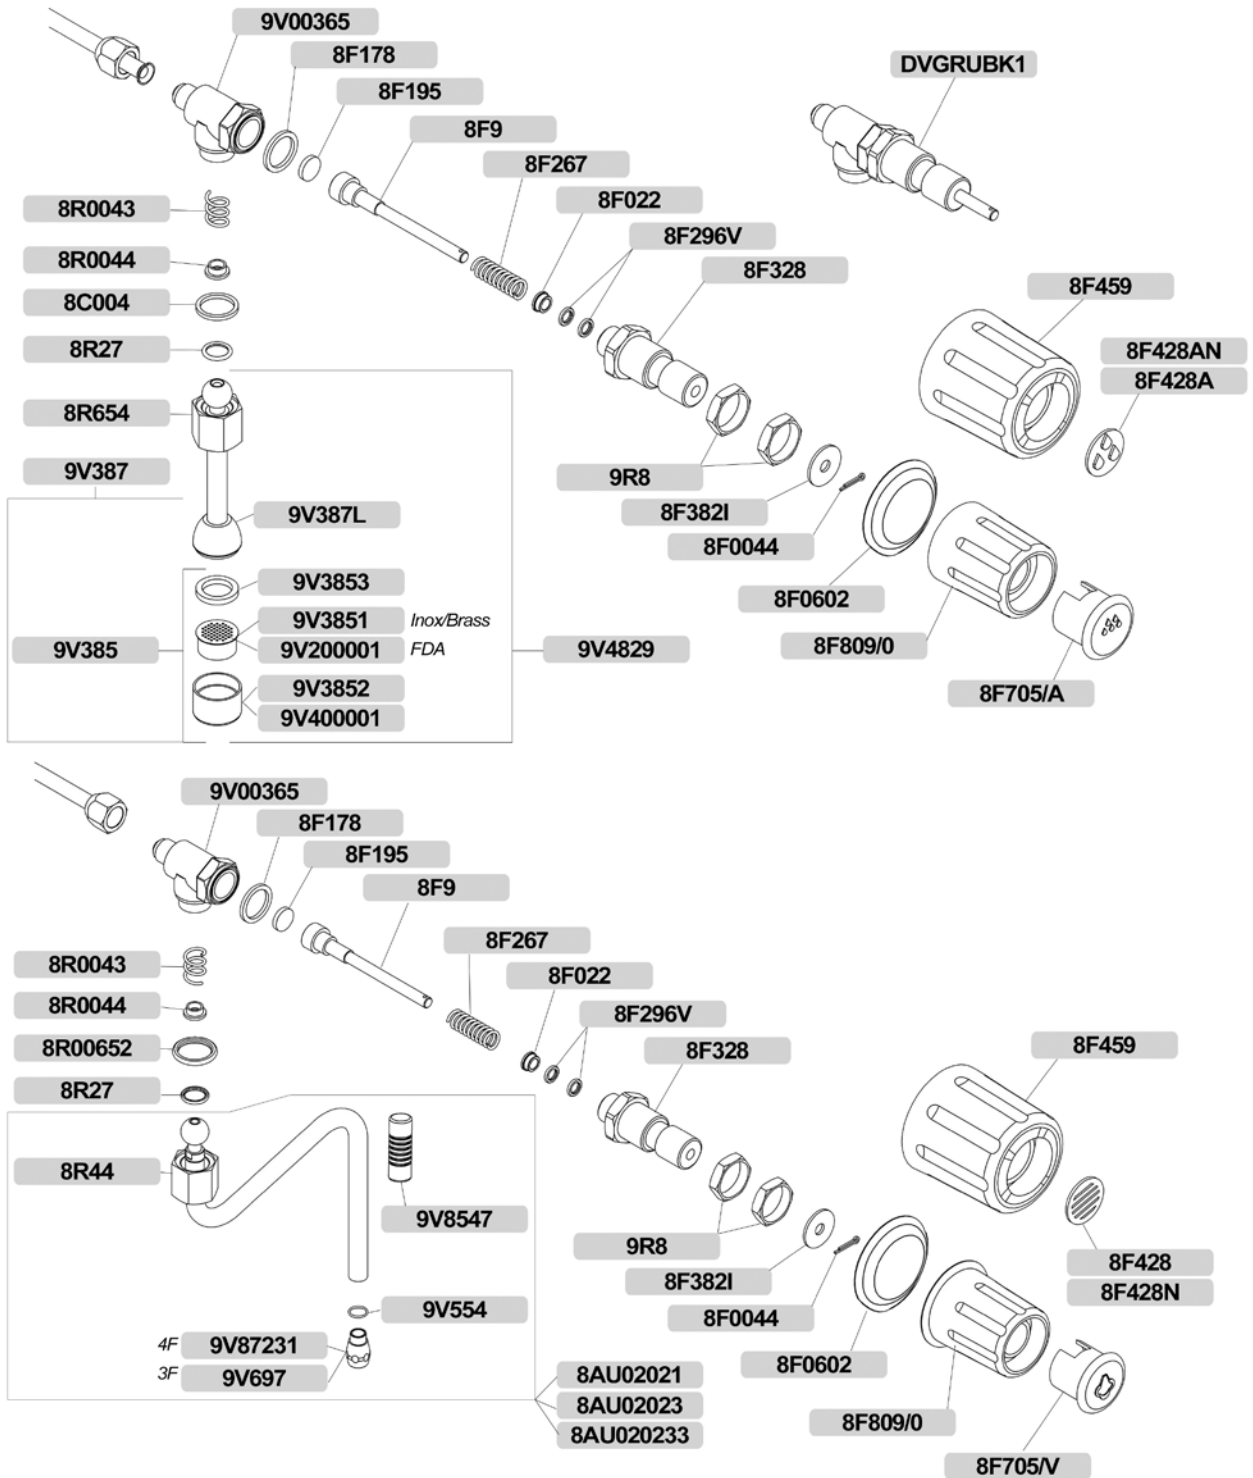 9V00365
8F178
DVGRUBK1
8F195
8F9
8F267
8F022
8R0043
8F296V
8R0044
8F328
8F459
8C004
8R27
8F428AN
8F428A
8R654
9V387
9R8
9V387L
8F382I
8F0044
9V3853
8F0602
9V3851 Inox/Brass
9V385
9V200001 FDA
9V4829
8F809/0
9V3852
8F705/A
9V400001
9V00365
8F178
8F195
8F9
8F267
8R0043
8F022
8R0044
8F296V
8R00652
8F328
8F459
8R27
8R44
9V8547
9R8
8F428
8F382I
8F428N
9V554
8F0044
4F 9V87231
8F0602
3F 9V697
8AU02021
8AU02023
8F809/0
8AU020233
8F705/V